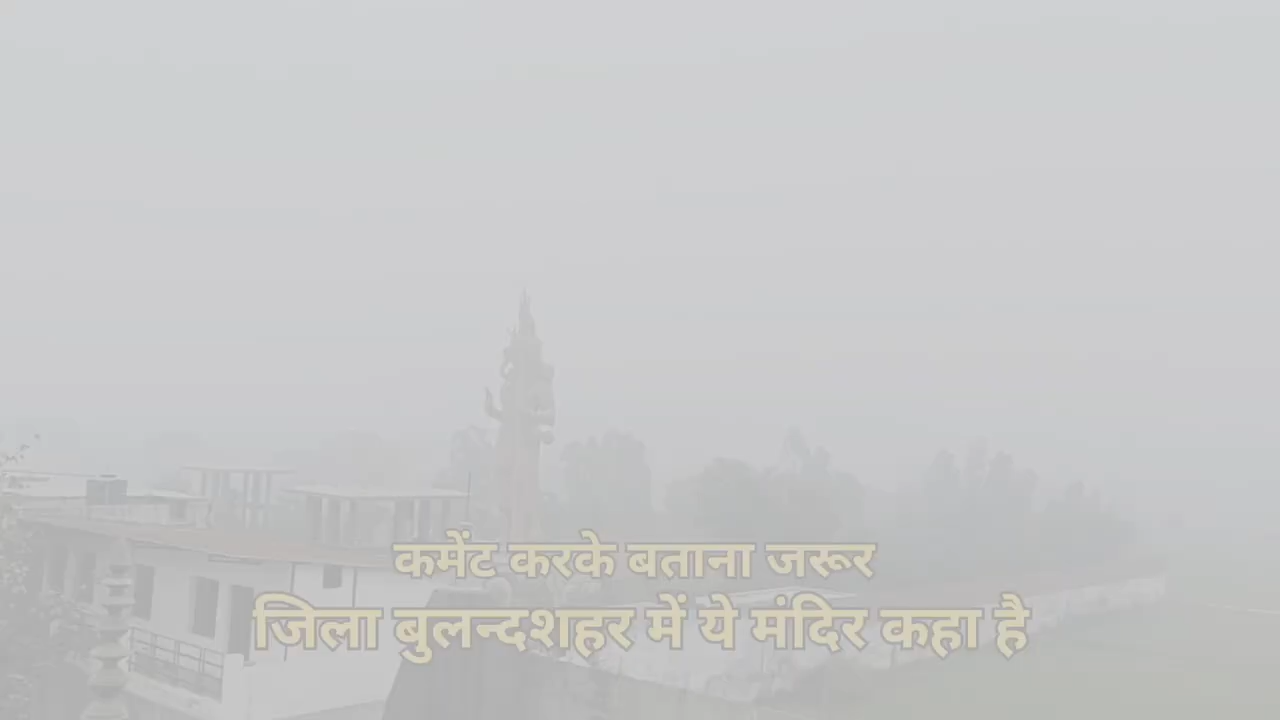 कमेंट करके बताना जरूर
जिला बुलन्दशहर में ये मंदिर कहा है